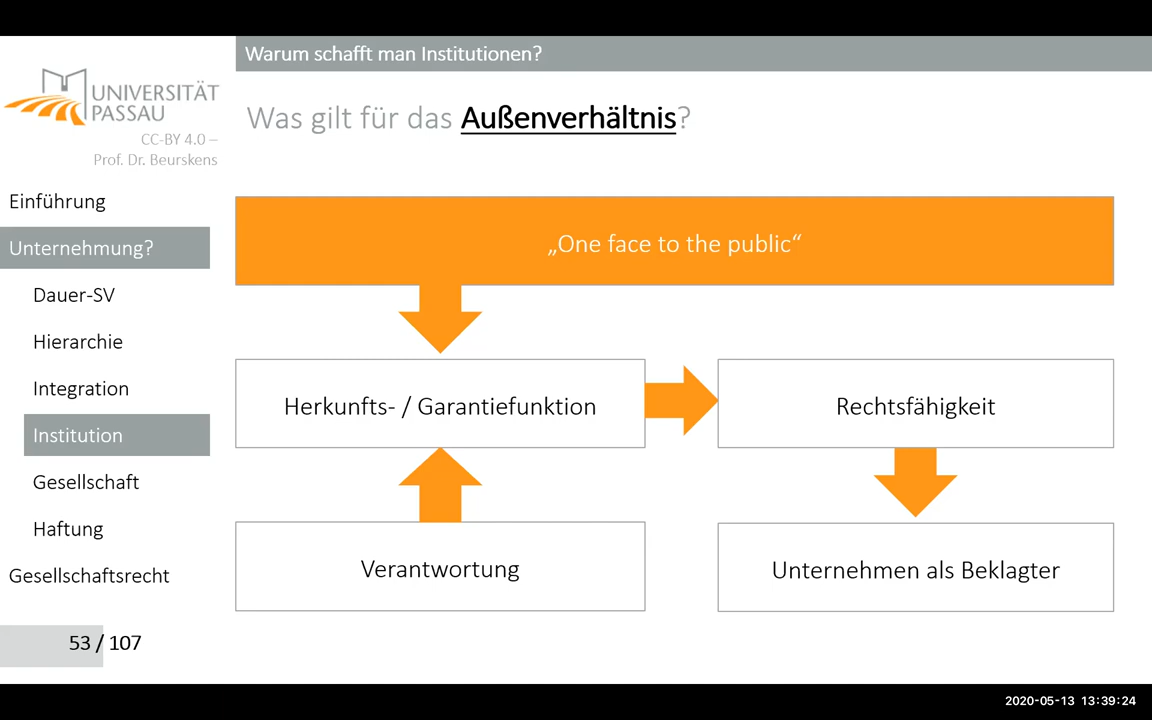 Warum schafft man Institutionen?
UNIVERSITÄT
PASSAU
CC-BY 4.0 –
Prof. Dr. Beurskens
Was gilt für das Außenverhältnis?
Einführung
Unternehmung?
Dauer-SV
Hierarchie
Integration
Institution
Gesellschaft
Haftung
Gesellschaftsrecht
53 / 107
„One face to the public“
Herkunfts- / Garantiefunktion
Rechtsfähigkeit
Verantwortung
Unternehmen als Beklagter
2020-05-13 13:39:24